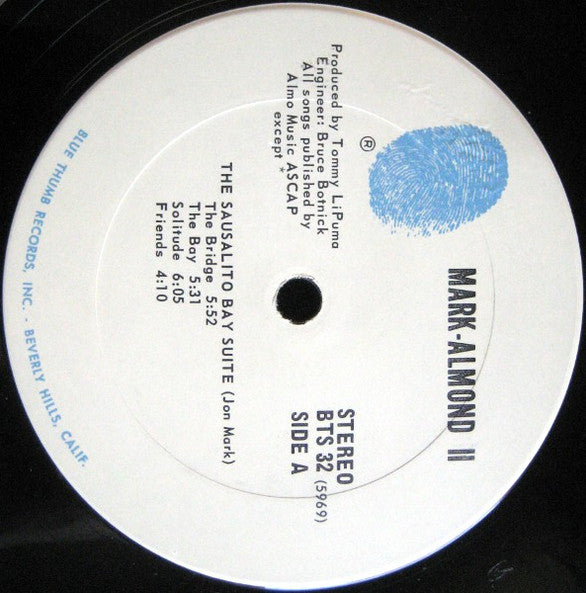 ®
MARK-ALMOND II
STEREO
BTS 32 (5969)
SIDE A
Produced by Tommy LiPuma
Engineer: Bruce Botnick
All songs published by
Almo Music ASCAP
except *
THE SAUSALITO BAY SUITE (Jon Mark)
The Bridge 5:52
The Bay 5:31
Solitude 6:05
Friends 4:10
BLUE THUMB RECORDS, INC. - BEVERLY HILLS, CALIF.